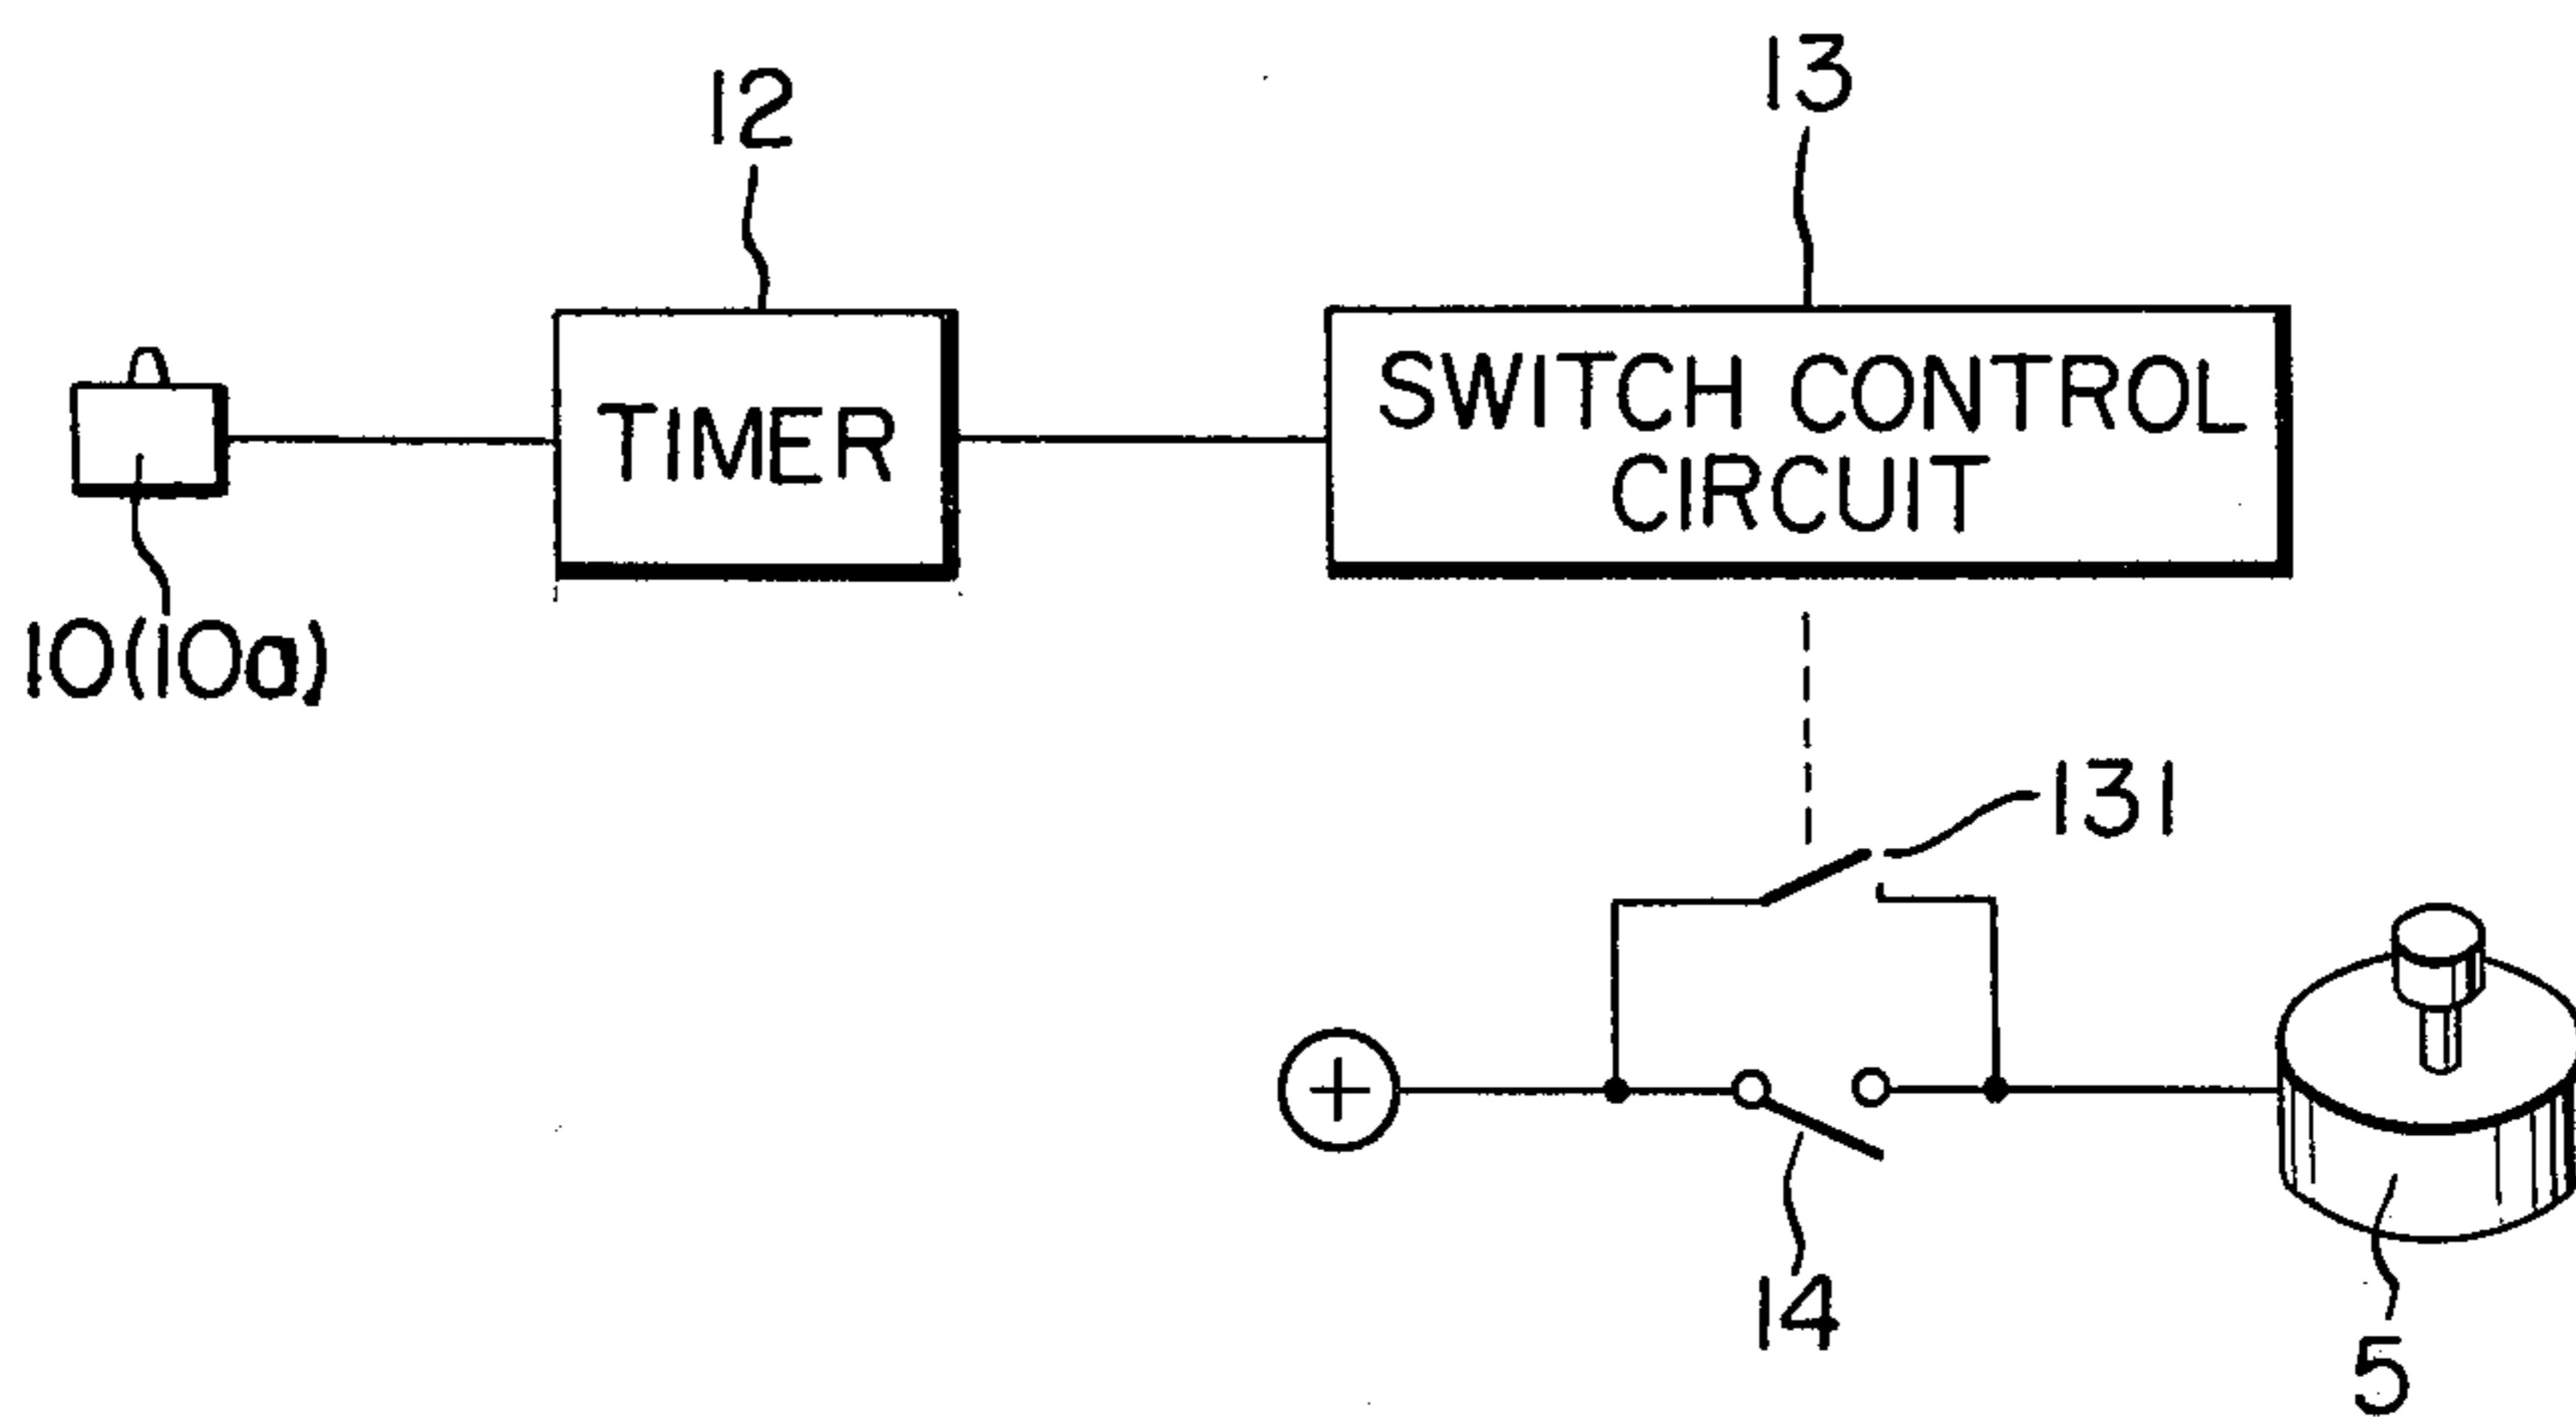 12
13
TIMER
SWITCH CONTROL
CIRCUIT
10(10a)
131
+
14
5